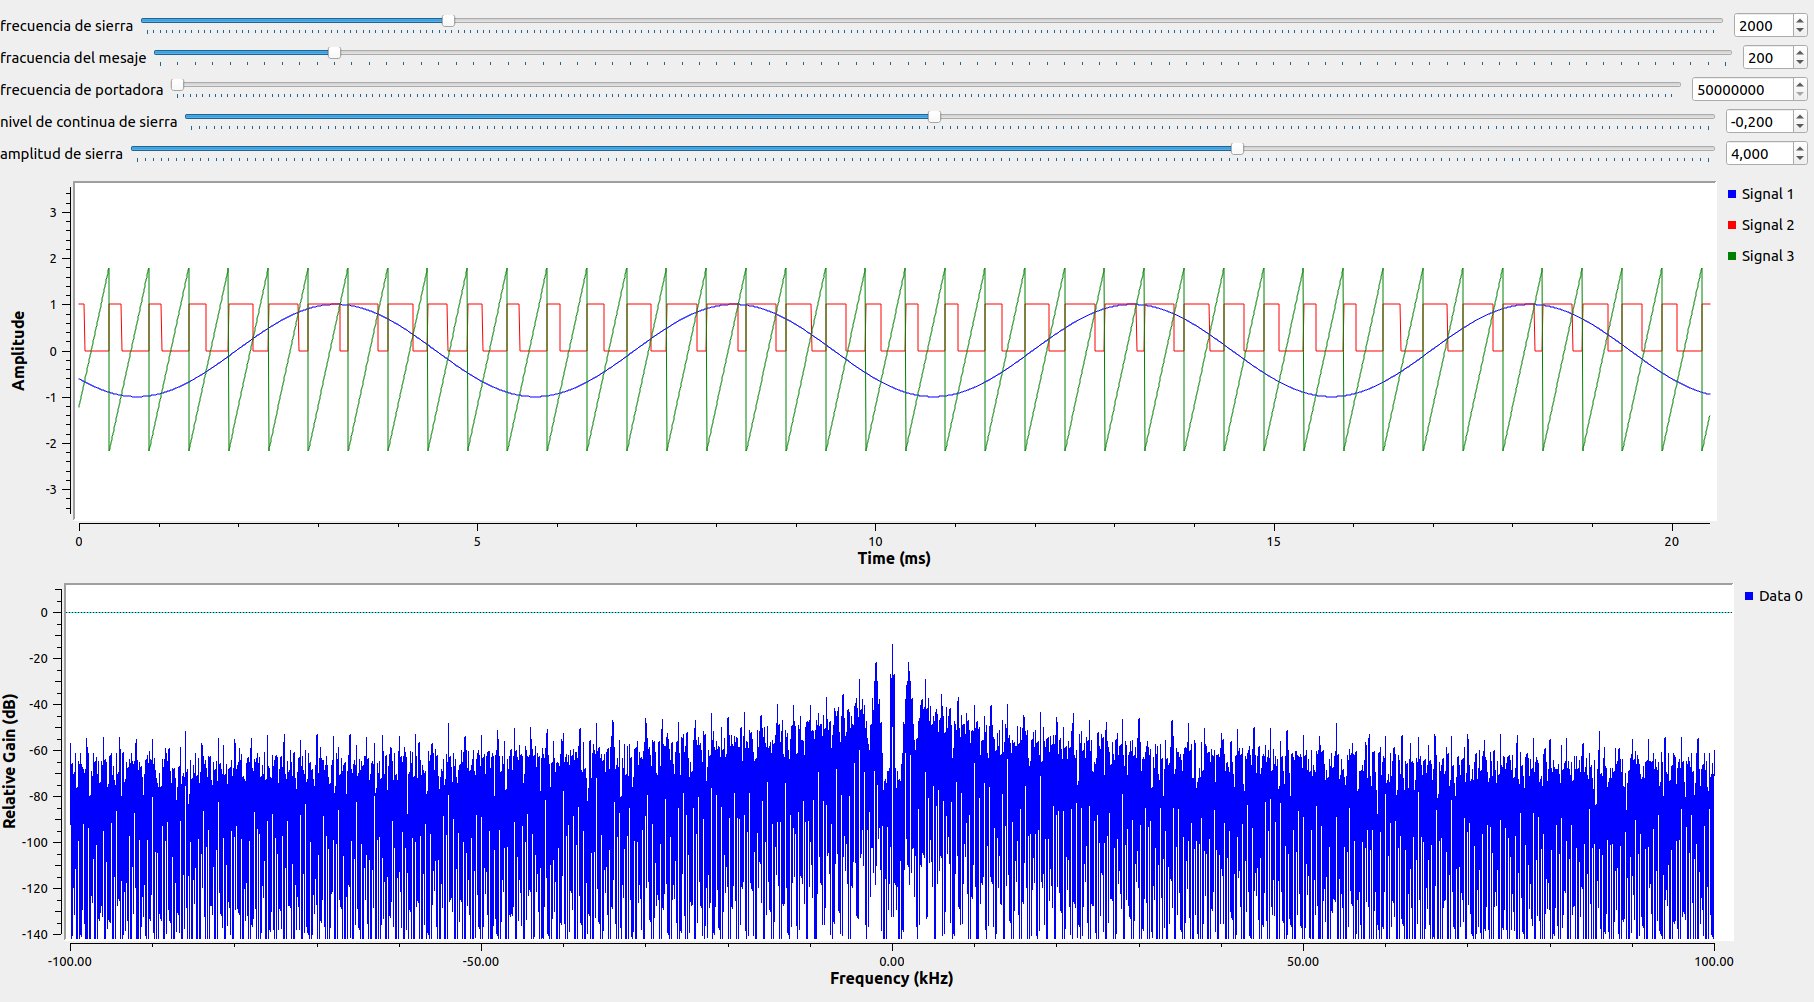 frecuencia de sierra 2000
fracuencia del mesaje 200
frecuencia de portadora 50000000
nivel de continua de sierra -0,200
amplitud de sierra 4,000
Signal 1
Signal 2
Signal 3
Amplitude
3
2
1
0
-1
-2
-3
0 5 10 15 20
Time (ms)
Data 0
Relative Gain (dB)
0
-20
-40
-60
-80
-100
-120
-140
-100.00 -50.00 0.00 50.00 100.00
Frequency (kHz)